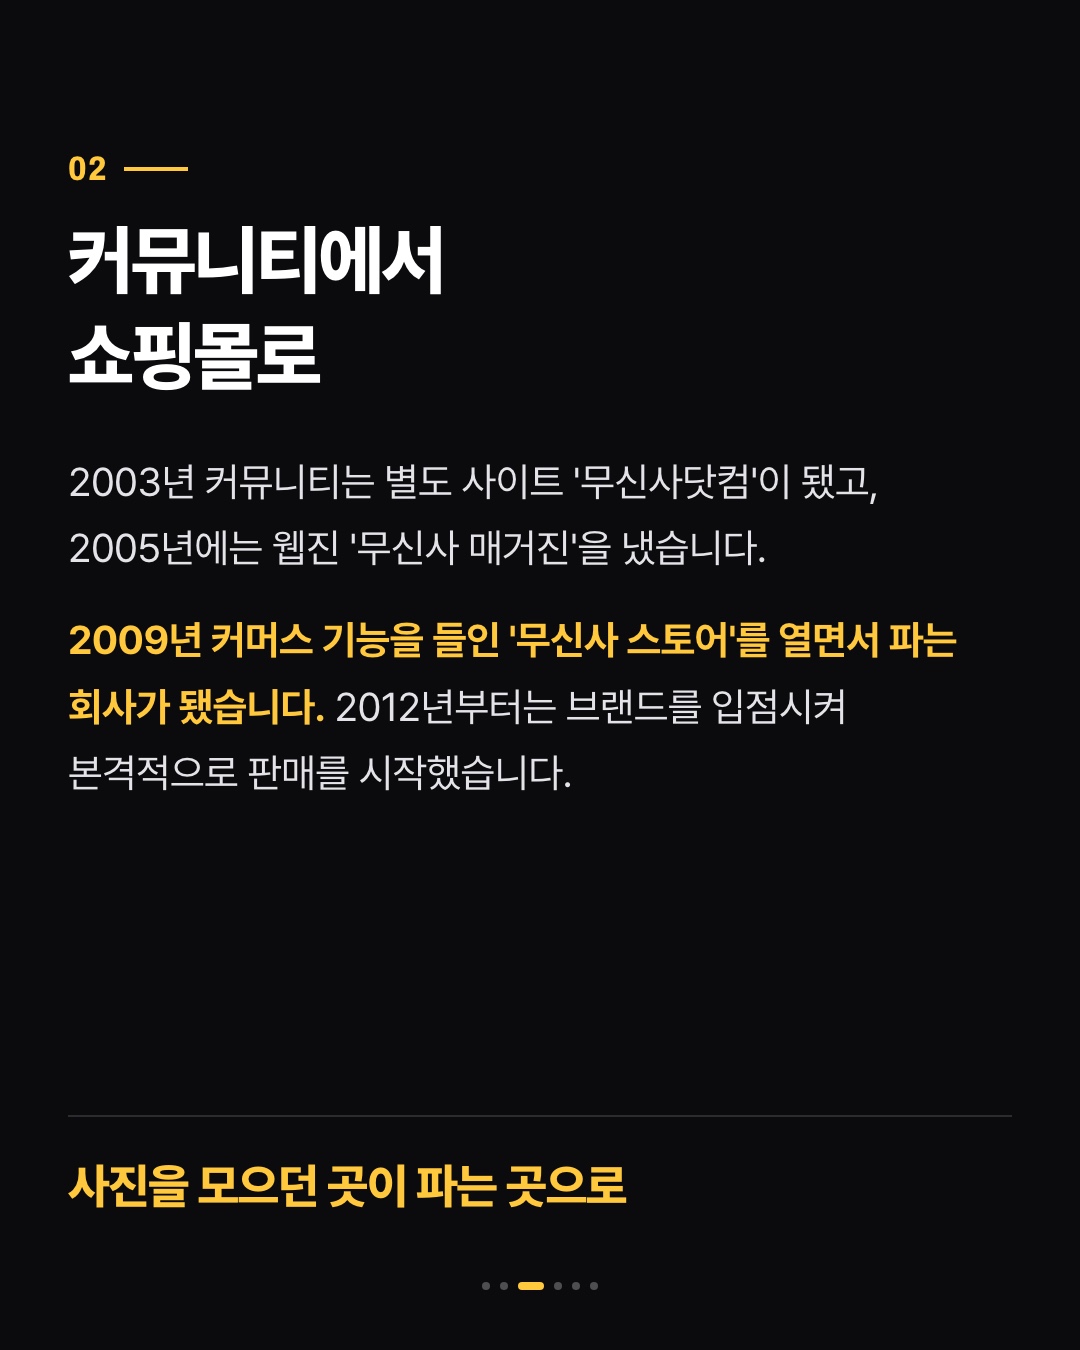 02
커뮤니티에서
쇼핑몰로
2003년 커뮤니티는 별도 사이트 '무신사닷컴'이 됐고,
2005년에는 웹진 '무신사 매거진'을 냈습니다.
2009년 커머스 기능을 들인 '무신사 스토어'를 열면서 파는
회사가 됐습니다. 2012년부터는 브랜드를 입점시켜
본격적으로 판매를 시작했습니다.
사진을 모으던 곳이 파는 곳으로